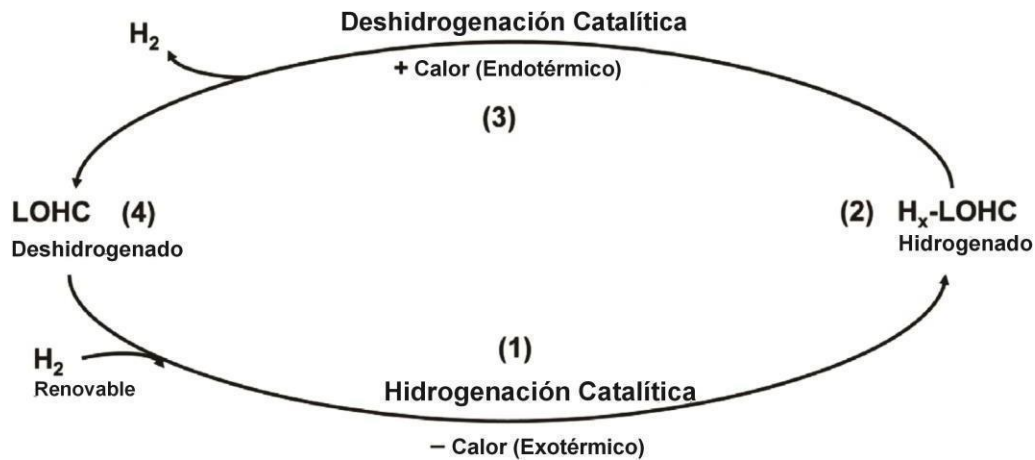 Deshidrogenación Catalítica
H₂
+ Calor (Endotérmico)
(3)
LOHC (4)
Deshidrogenado
(2) Hₓ-LOHC
Hidrogenado
(1)
H₂
Renovable
Hidrogenación Catalítica
– Calor (Exotérmico)